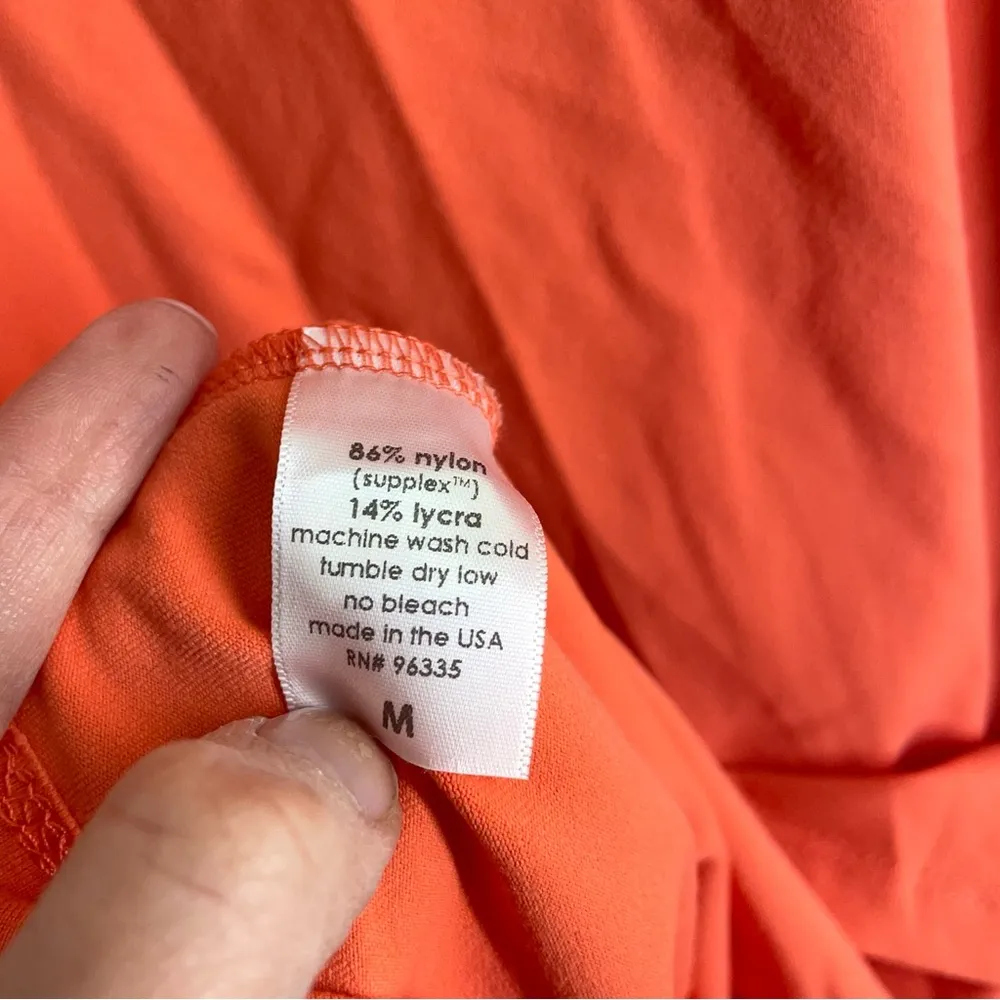 86% nylon
(supplex™)
14% lycra
machine wash cold
tumble dry low
no bleach
made in the USA
RN# 96335
M